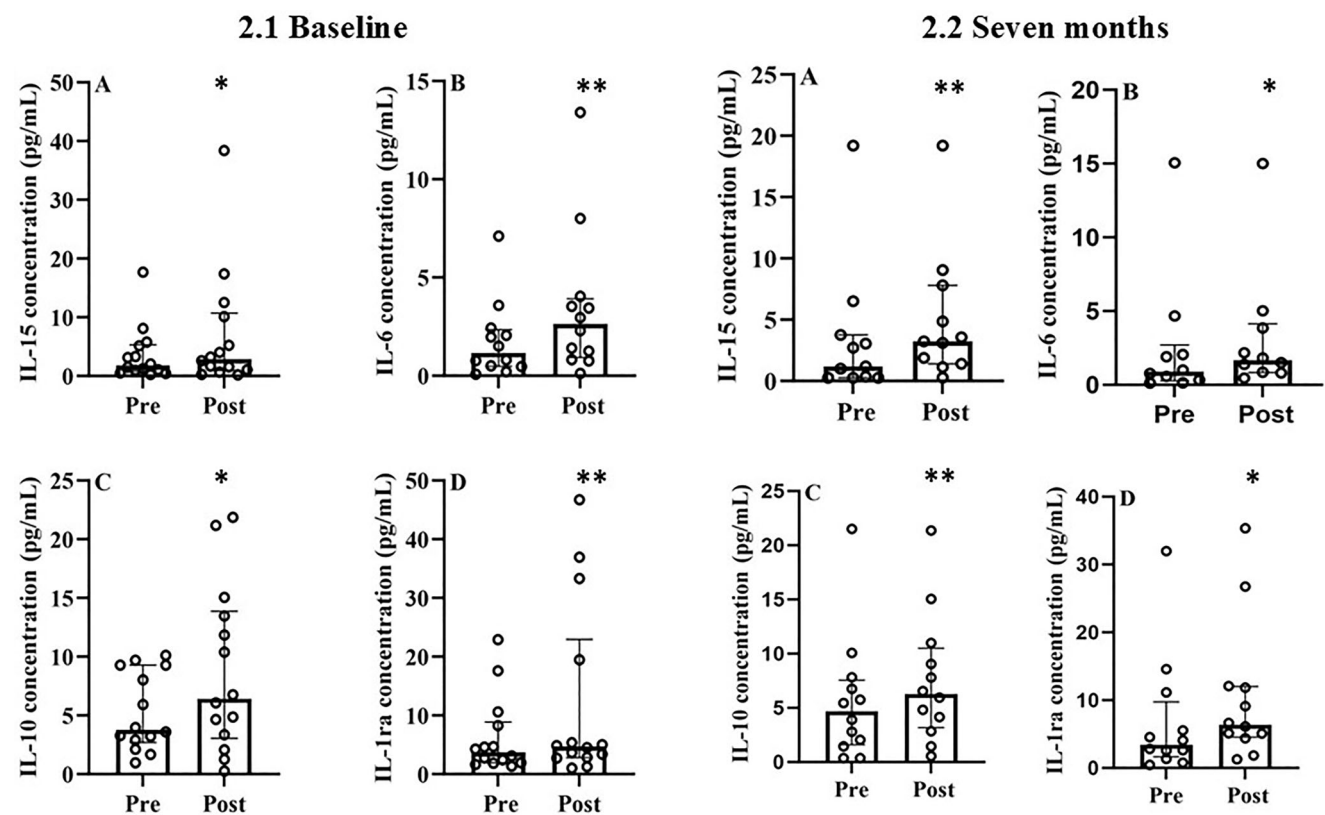 2.1 Baseline
2.2 Seven months
A
*
IL-15 concentration (pg/mL)
50
40
30
20
10
0
Pre Post
B
**
IL-6 concentration (pg/mL)
15
10
5
0
Pre Post
A
**
IL-15 concentration (pg/mL)
25
20
15
10
5
0
Pre Post
B
*
IL-6 concentration (pg/mL)
20
15
10
5
0
Pre Post
C
*
IL-10 concentration (pg/mL)
25
20
15
10
5
0
Pre Post
D
**
IL-1ra concentration (pg/mL)
50
40
30
20
10
0
Pre Post
C
**
IL-10 concentration (pg/mL)
25
20
15
10
5
0
Pre Post
D
*
IL-1ra concentration (pg/mL)
40
30
20
10
0
Pre Post